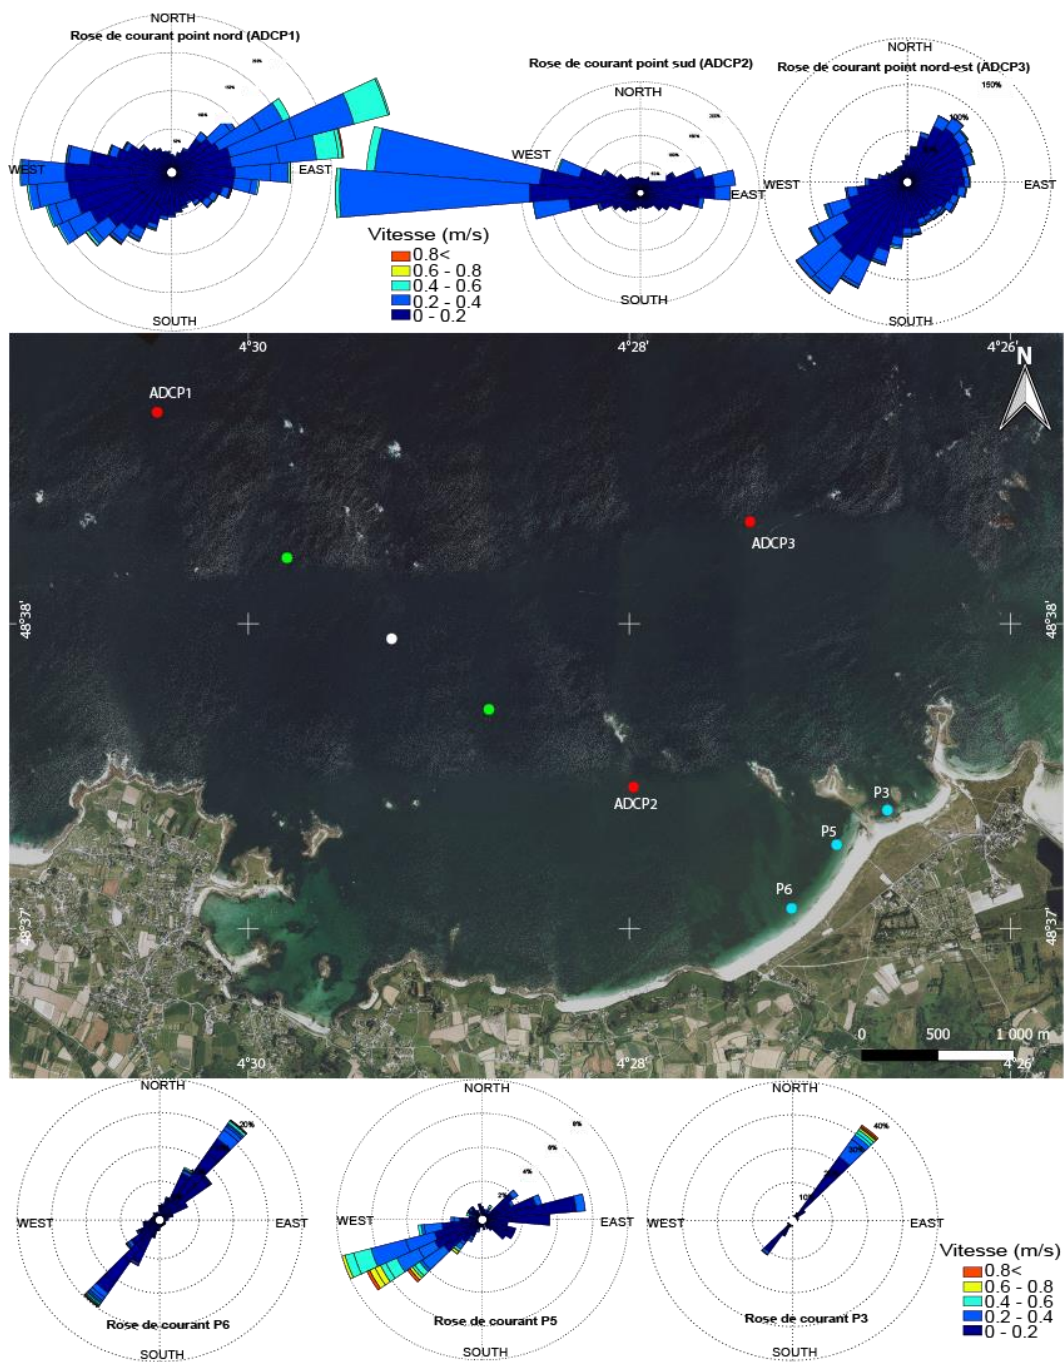 NORTH
Rose de courant point nord (ADCP1)
WEST
EAST
SOUTH
Rose de courant point sud (ADCP2)
NORTH
WEST
EAST
SOUTH
NORTH
Rose de courant point nord-est (ADCP3)
150%
100%
WEST
EAST
SOUTH
Vitesse (m/s)
0.8<
0.6 - 0.8
0.4 - 0.6
0.2 - 0.4
0 - 0.2
4°30
4°28'
4°26'
N
ADCP1
ADCP3
48°38'
48°38'
ADCP2
P3
P5
P6
48°37'
48°37'
0 500 1 000 m
4°30
4°28'
4°26'
NORTH
20%
WEST
EAST
Rose de courant P6
SOUTH
NORTH
8%
6%
4%
2%
WEST
EAST
Rose de courant P5
SOUTH
NORTH
40%
30%
WEST
EAST
Rose de courant P3
SOUTH
Vitesse (m/s)
0.8<
0.6 - 0.8
0.4 - 0.6
0.2 - 0.4
0 - 0.2